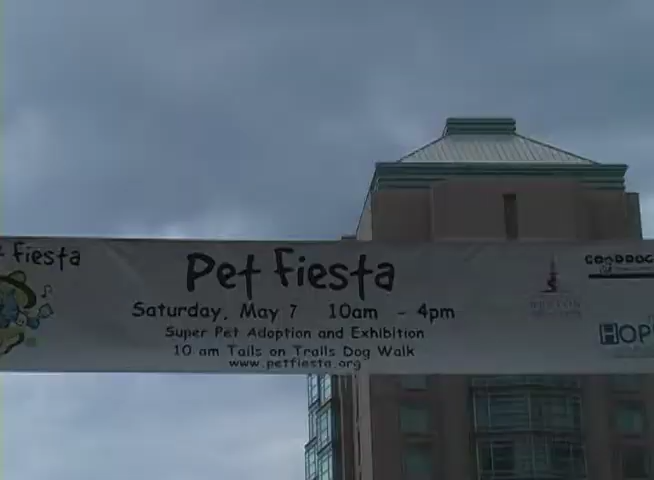 Fiesta
Pet Fiesta
Saturday, May 7 10am - 4pm
Super Pet Adoption and Exhibition
10 am Tails on Trails Dog Walk
www.petfiesta.org
HOP